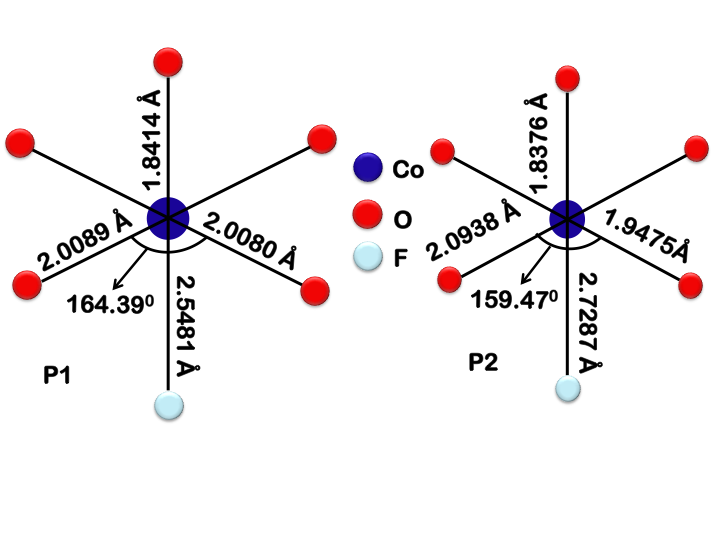 1.8414 Å
2.0089 Å
2.0080 Å
164.39⁰
2.5481 Å
P1
Co
O
F
1.8376 Å
2.0938 Å
1.9475Å
159.47⁰
2.7287 Å
P2